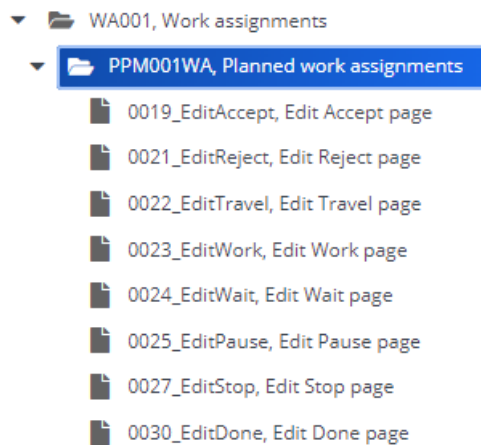 WA001, Work assignments
PPM001WA, Planned work assignments
0019_EditAccept, Edit Accept page
0021_EditReject, Edit Reject page
0022_EditTravel, Edit Travel page
0023_EditWork, Edit Work page
0024_EditWait, Edit Wait page
0025_EditPause, Edit Pause page
0027_EditStop, Edit Stop page
0030_EditDone, Edit Done page